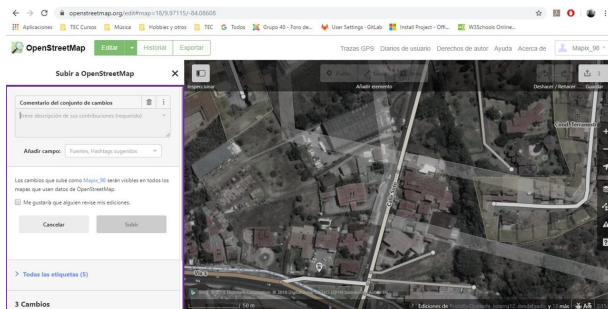 openstreetmap.org/edit#map=18/9.97115/-84.08608
Aplicaciones TEC Cursos Música Hobbies y otros TEC Todos Grupo 40 - Foro de... User Settings · GitLab Install Project - Offi... W3Schools Online...
OpenStreetMap Editar Historial Exportar Trazas GPS Diarios de usuario Derechos de autor Ayuda Acerca de Mapix_96
Subir a OpenStreetMap
Inspeccionar Añadir elemento Deshacer / Rehacer Guardar
Comentario del conjunto de cambios
Breve descripción de sus contribuciones (requerido)
Añadir campo: Fuentes, Hashtags sugeridos
Los cambios que sube como Mapix_96 serán visibles en todos los
mapas que usen datos de OpenStreetMap.
Me gustaría que alguien revise mis ediciones.
Cancelar Subir
Todas las etiquetas (5)
3 Cambios
50 m
Ediciones de